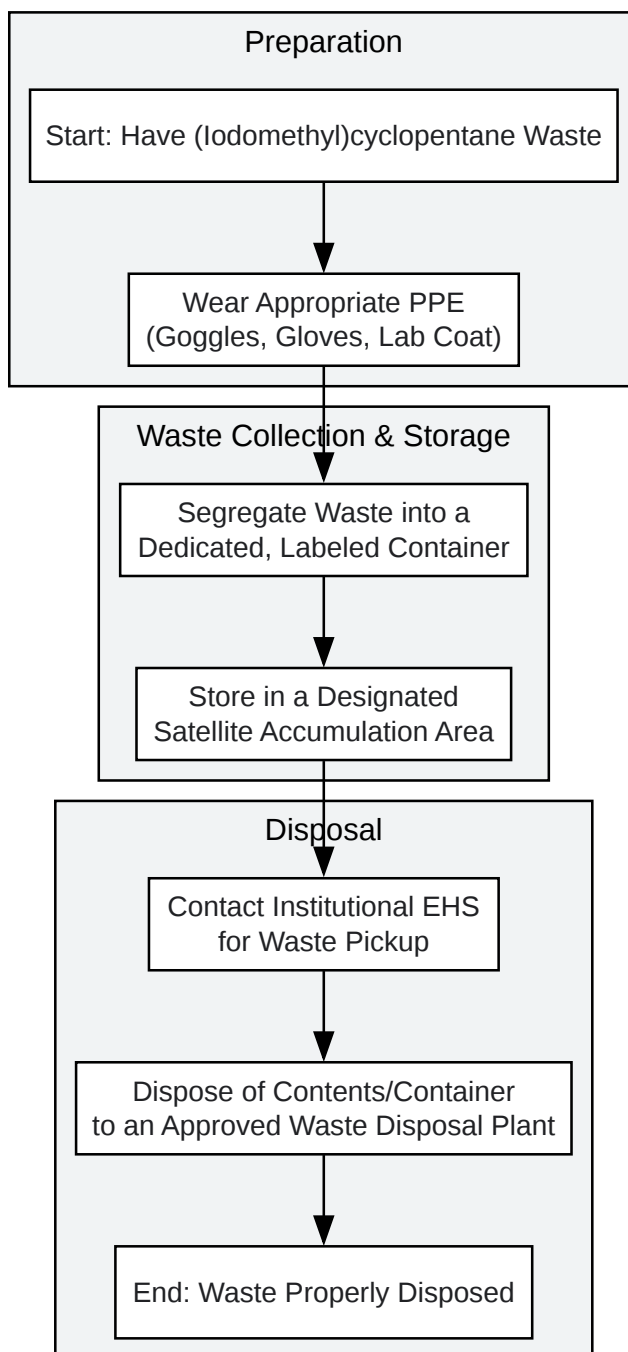 Preparation
Start: Have (Iodomethyl)cyclopentane Waste
Wear Appropriate PPE
(Goggles, Gloves, Lab Coat)
Waste Collection & Storage
Segregate Waste into a
Dedicated, Labeled Container
Store in a Designated
Satellite Accumulation Area
Disposal
Contact Institutional EHS
for Waste Pickup
Dispose of Contents/Container
to an Approved Waste Disposal Plant
End: Waste Properly Disposed